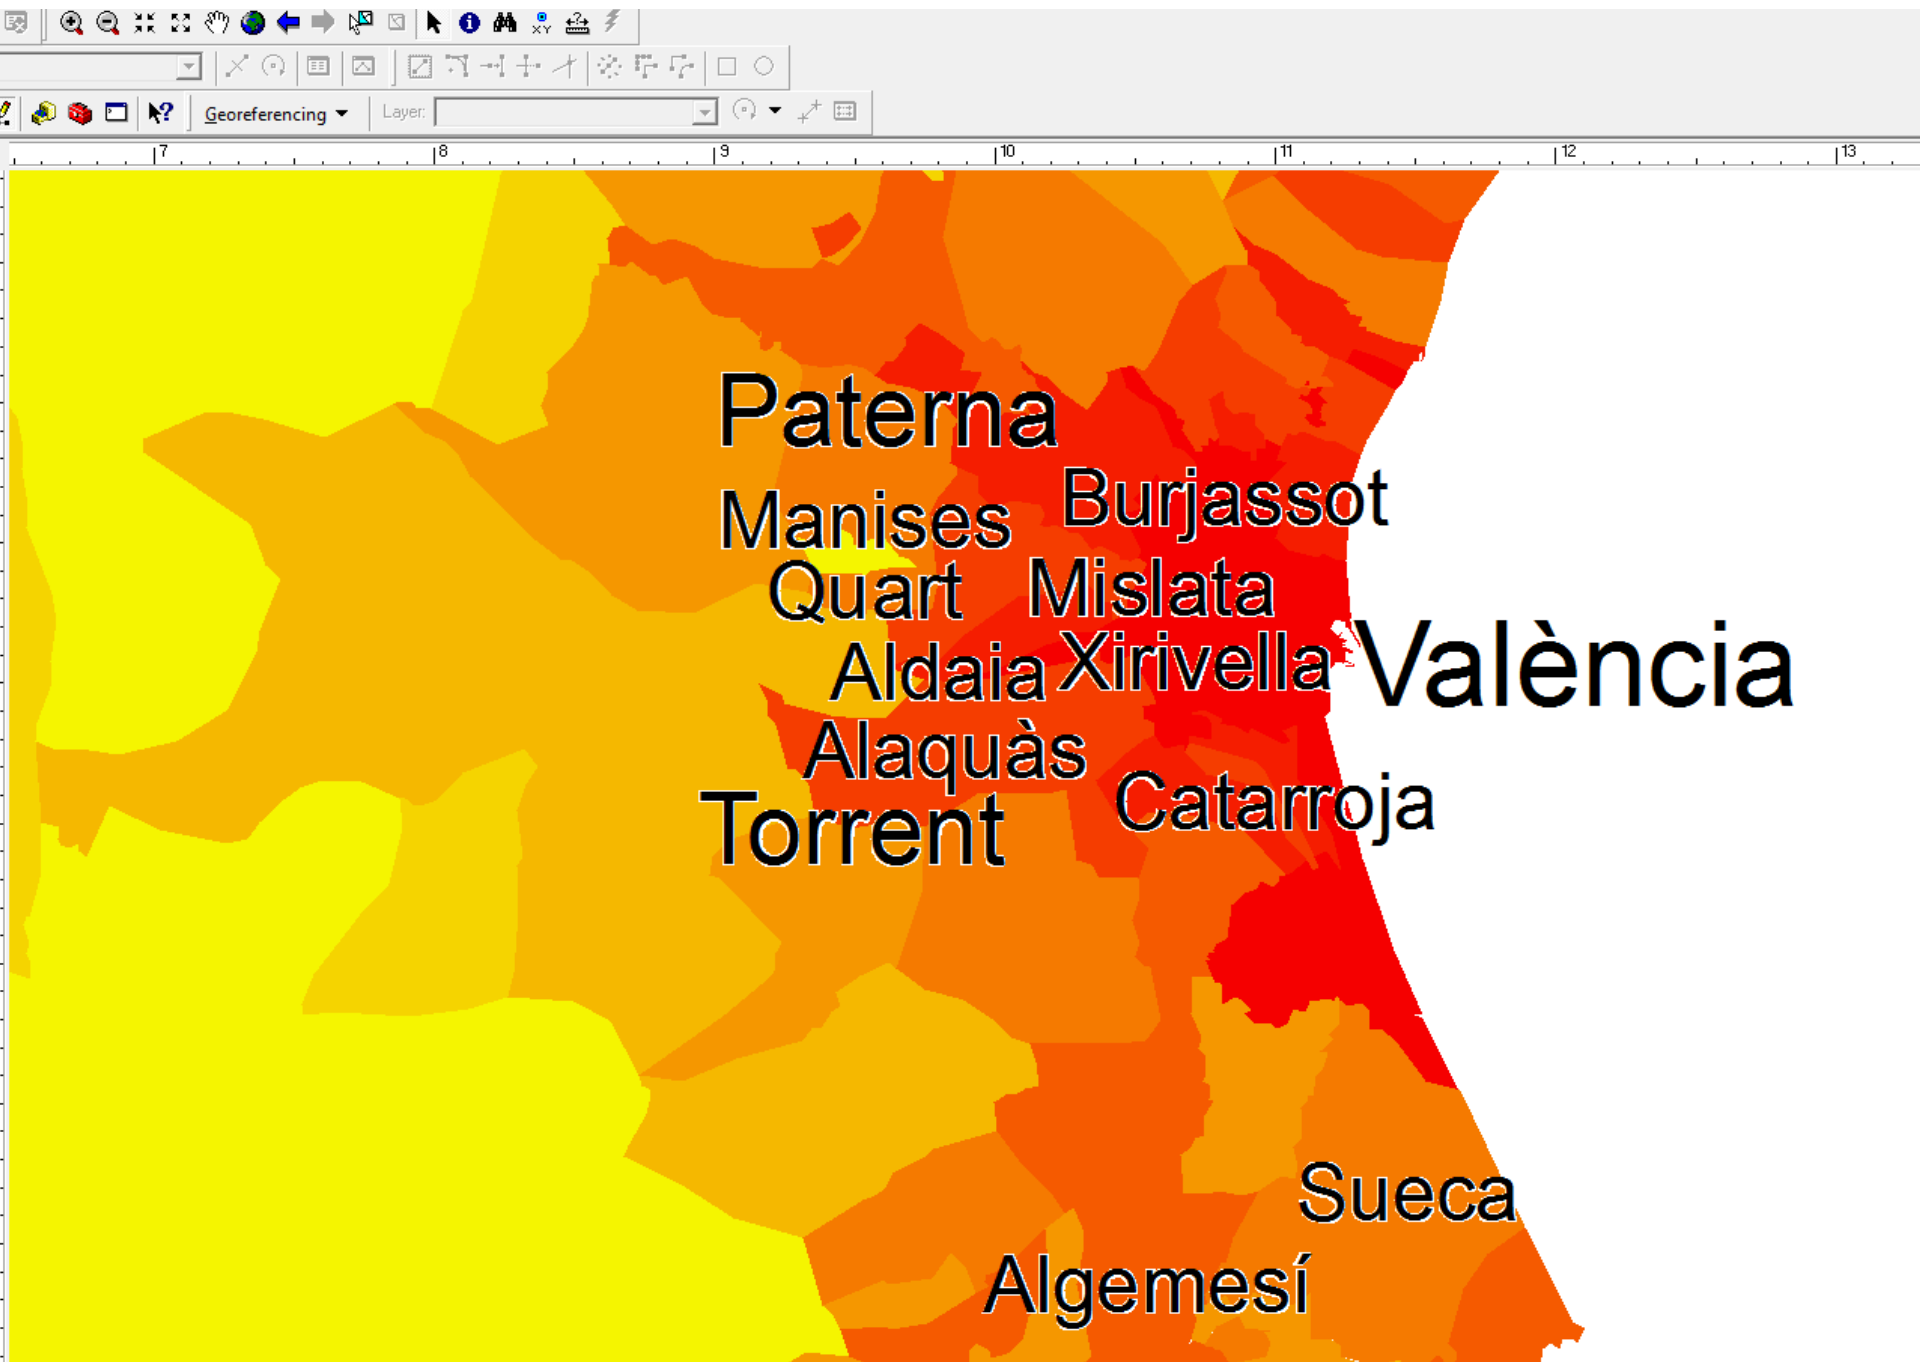 XY
Georeferencing
Layer:
7 8 9 10 11 12 13
Paterna
Burjassot
Manises
Quart Mislata
Aldaia Xirivella València
Alaquàs
Catarroja
Torrent
Sueca
Algemesí